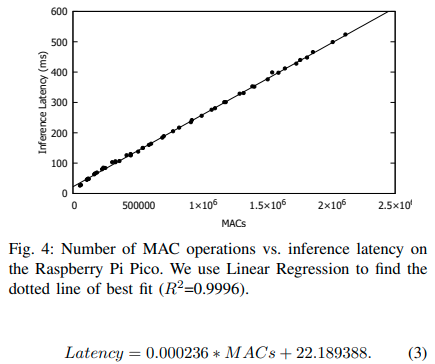 600
500
400
300
200
100
0
Inference Latency (ms)
0 500000 1×10⁶ 1.5×10⁶ 2×10⁶ 2.5×10⁶
MACs
Fig. 4: Number of MAC operations vs. inference latency on
the Raspberry Pi Pico. We use Linear Regression to find the
dotted line of best fit (R²=0.9996).
Latency = 0.000236 ∗ MACs + 22.189388. (3)